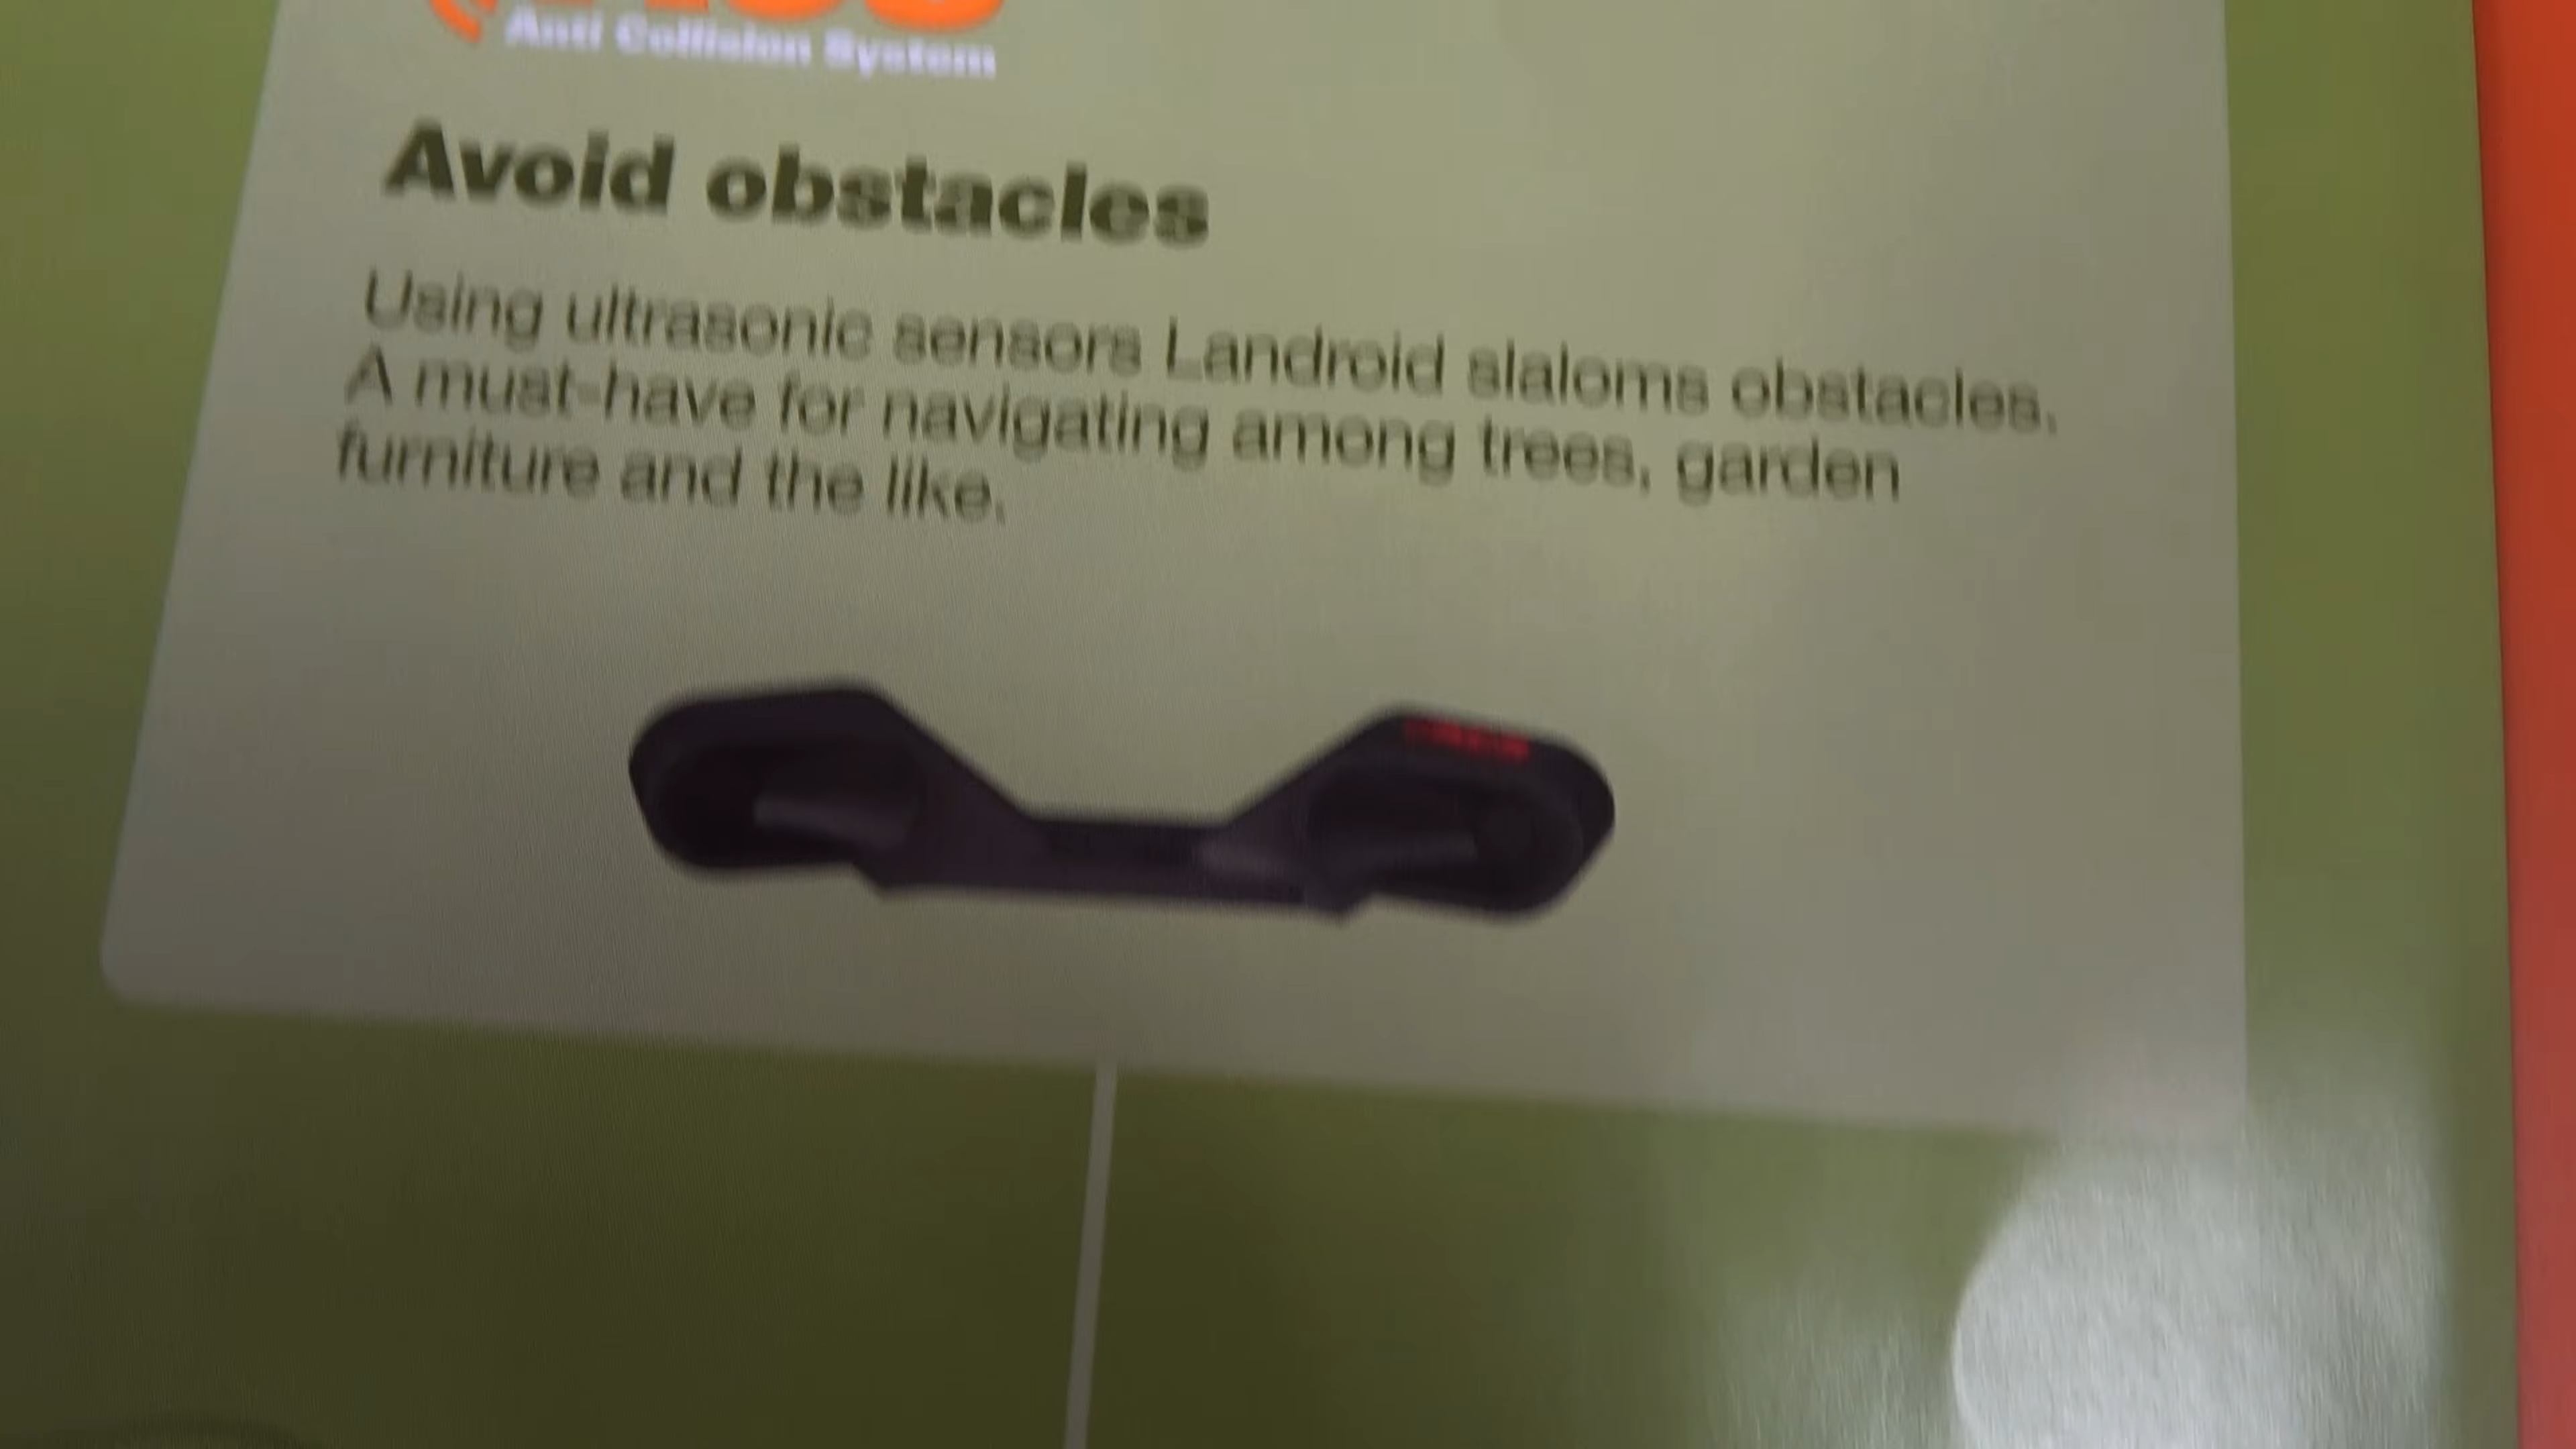 Anti Collision System
Avoid obstacles
Using ultrasonic sensors Landroid slaloms obstacles.
A must-have for navigating among trees, garden
furniture and the like.